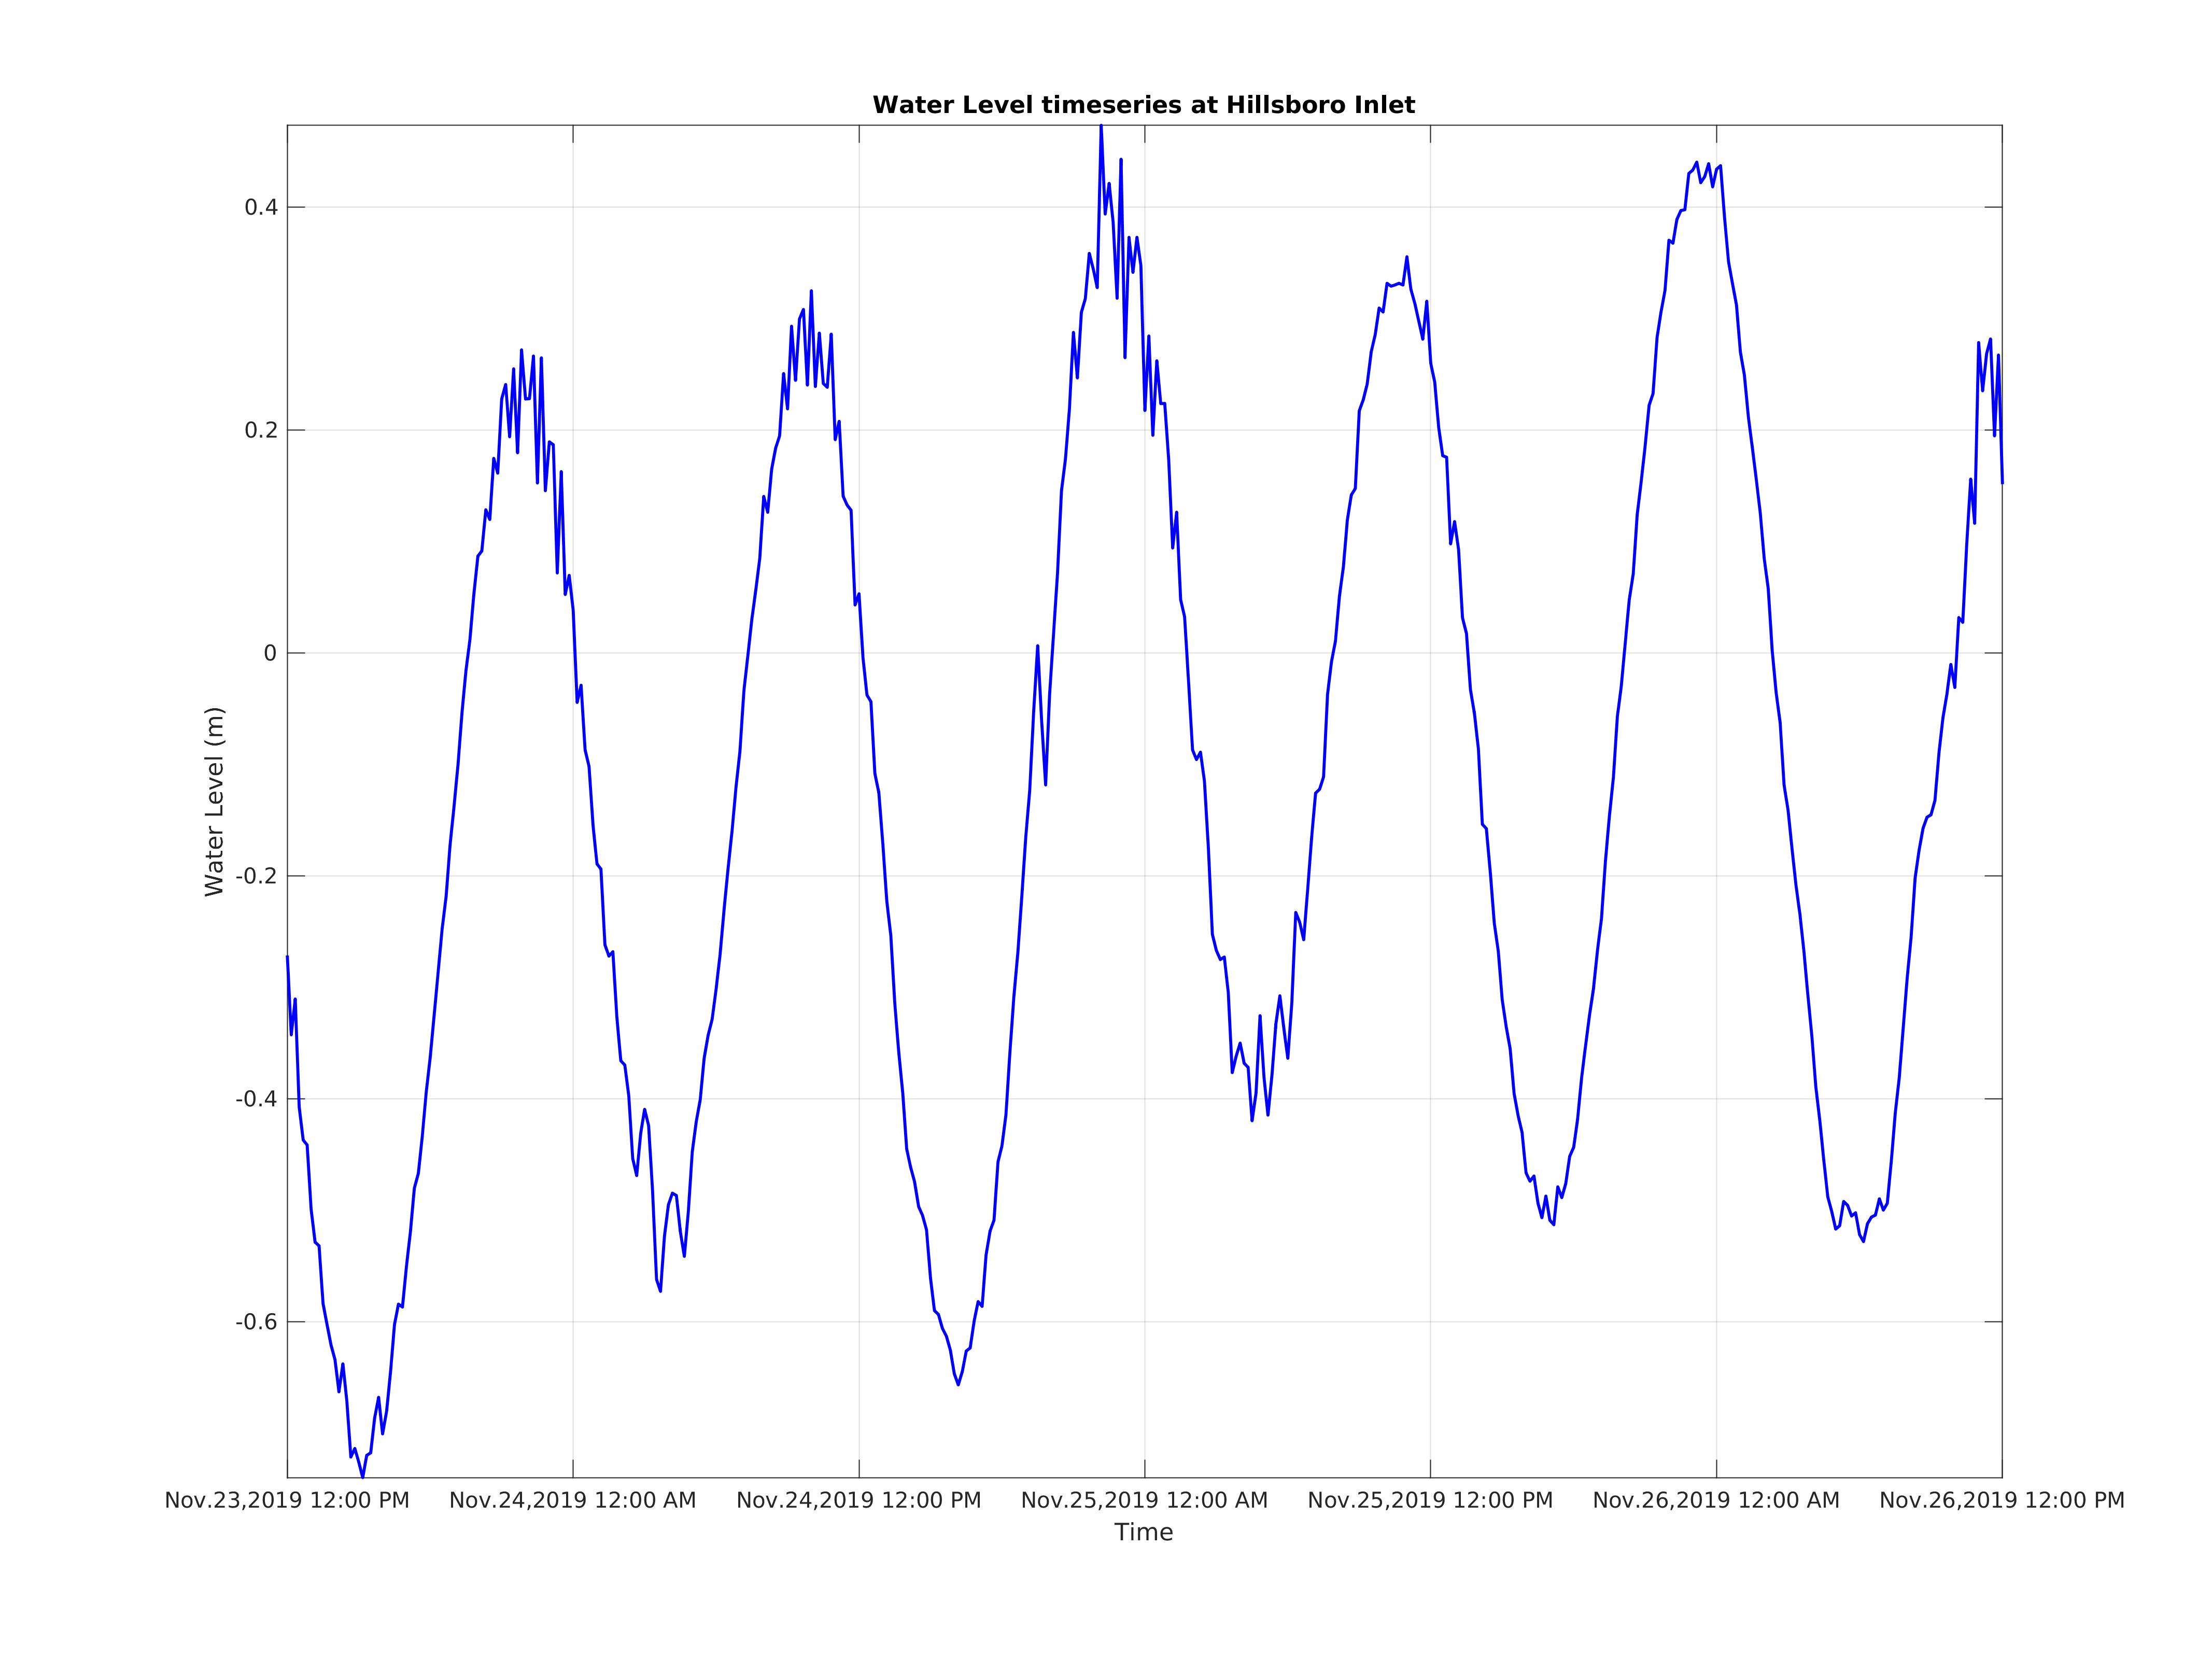 Water Level timeseries at Hillsboro Inlet
0.4
0.2
0
-0.2
-0.4
-0.6
Water Level (m)
Nov.23,2019 12:00 PM
Nov.24,2019 12:00 AM
Nov.24,2019 12:00 PM
Nov.25,2019 12:00 AM
Nov.25,2019 12:00 PM
Nov.26,2019 12:00 AM
Nov.26,2019 12:00 PM
Time